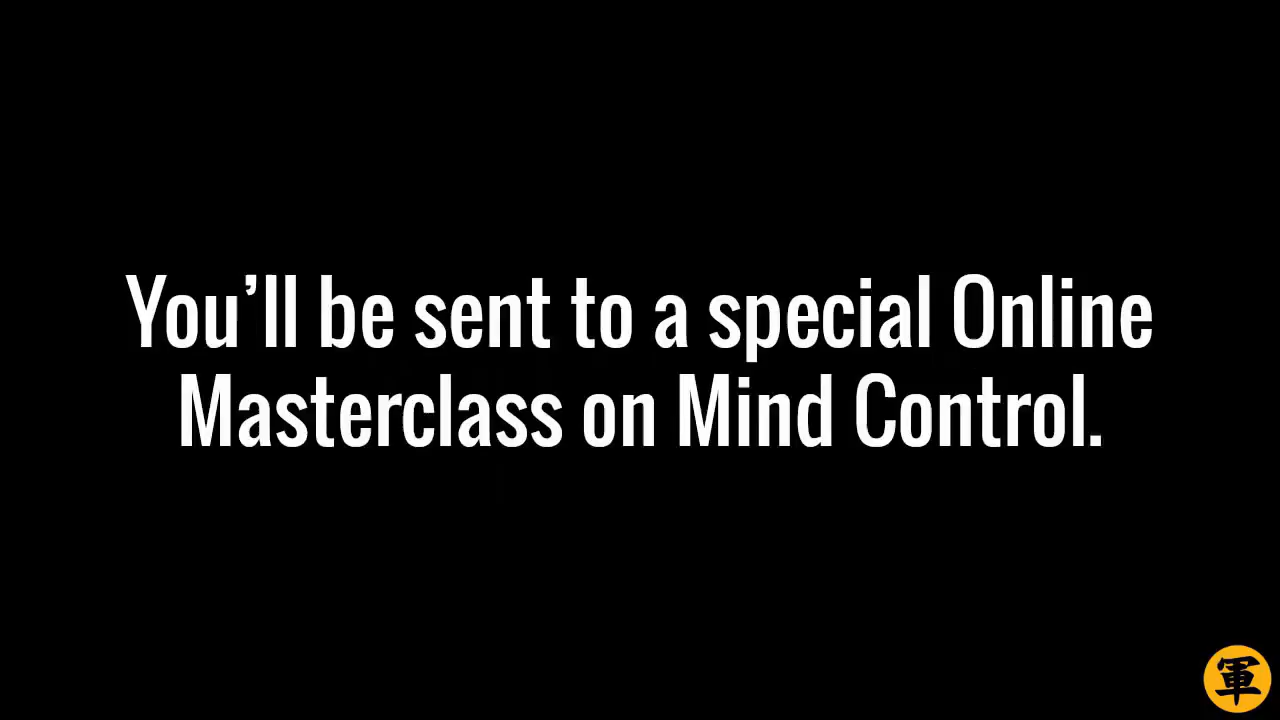 You’ll be sent to a special Online
Masterclass on Mind Control.
軍